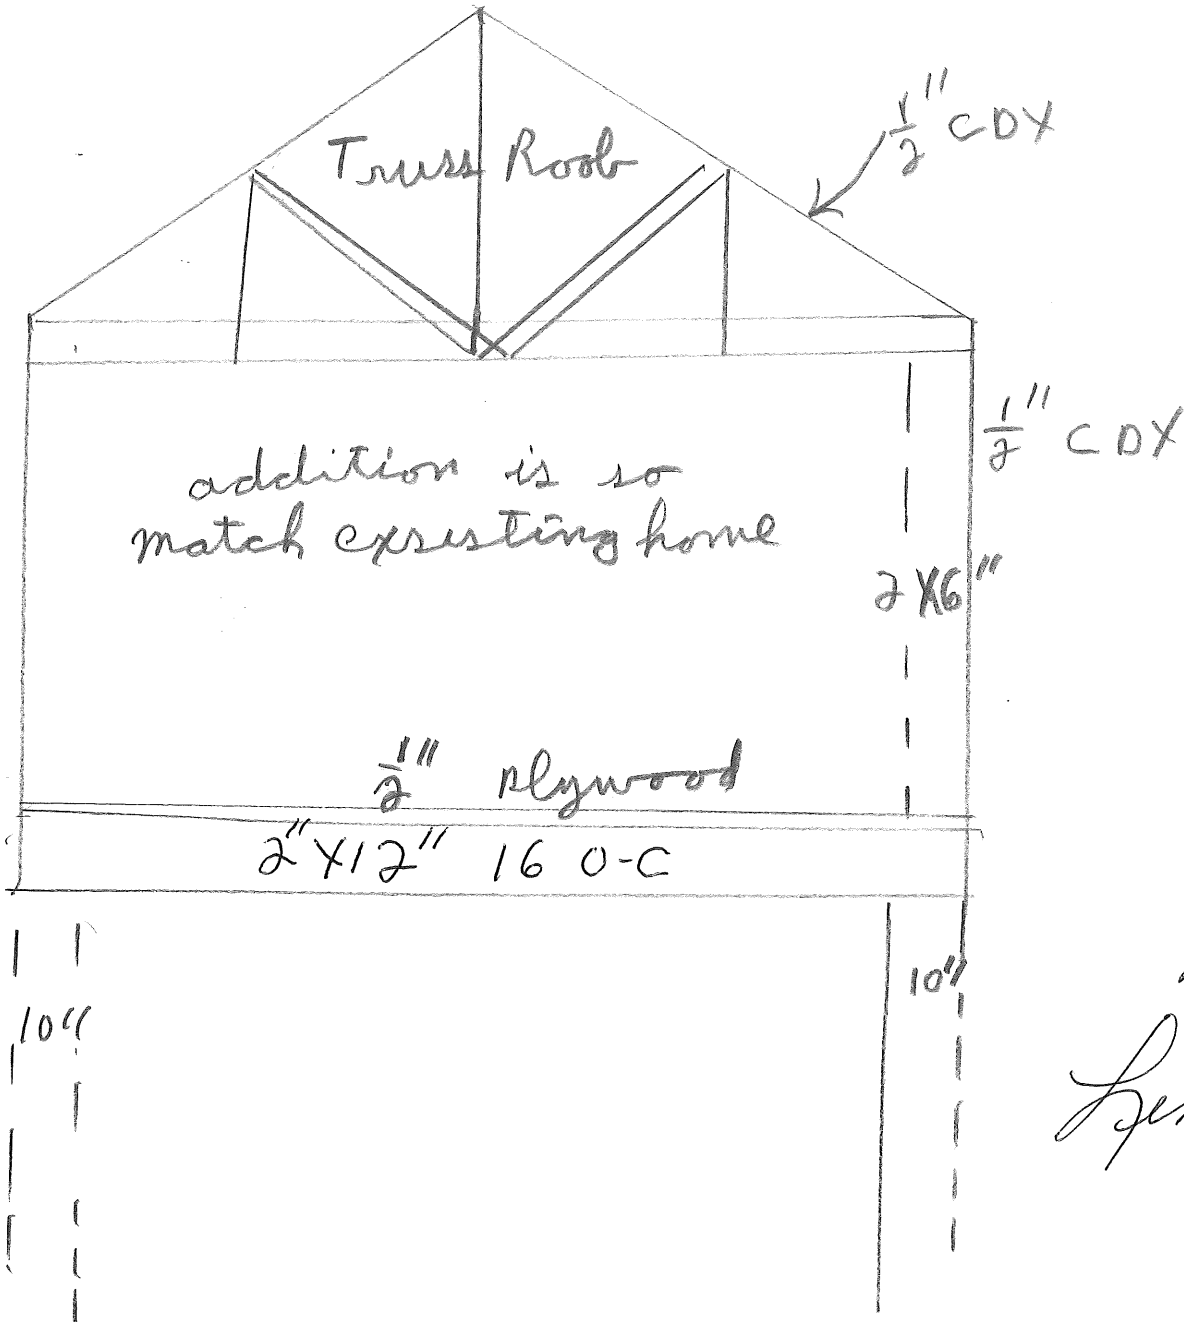 Truss Roof
1/2" CDX
1/2" CDX
addition is so
match exsisting home
2X6"
1/2" plywood
2"X12" 16 O-C
10"
10"